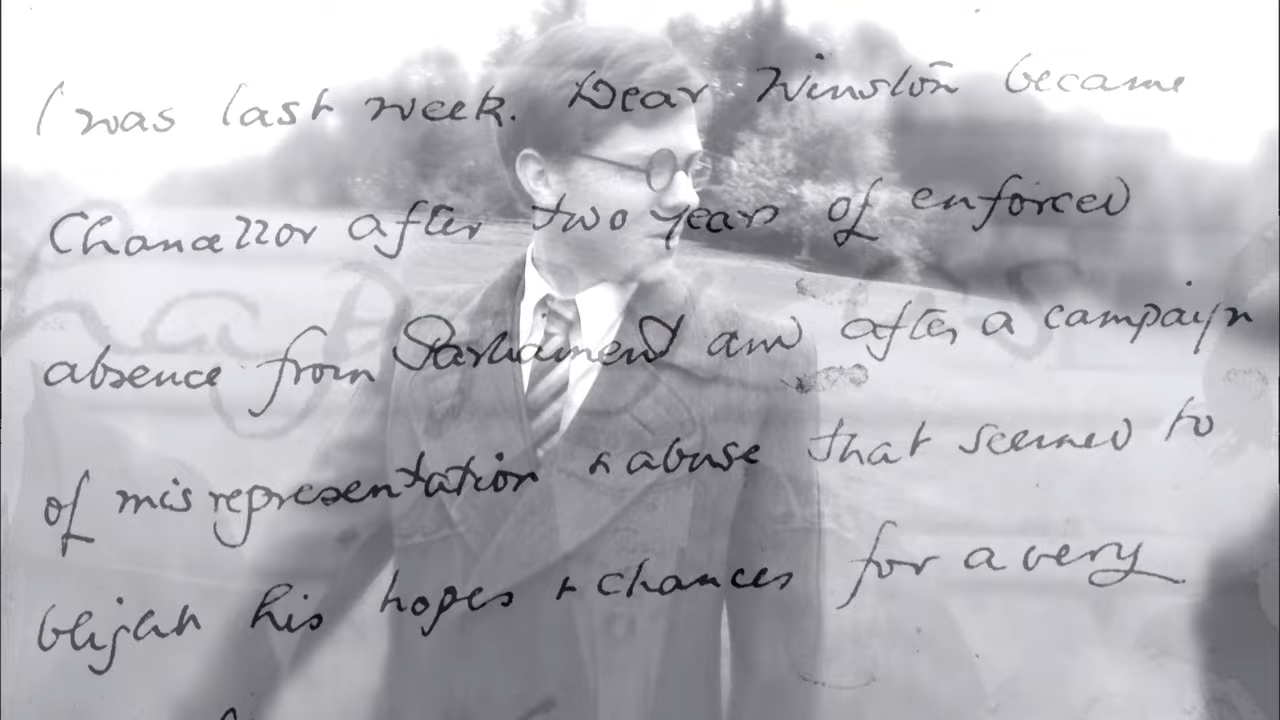 I was last week. Dear Winston became
Chancellor after two years of enforced
absence from Parliament and after a campaign
of misrepresentation & abuse that seemed to
blight his hopes & chances for a very